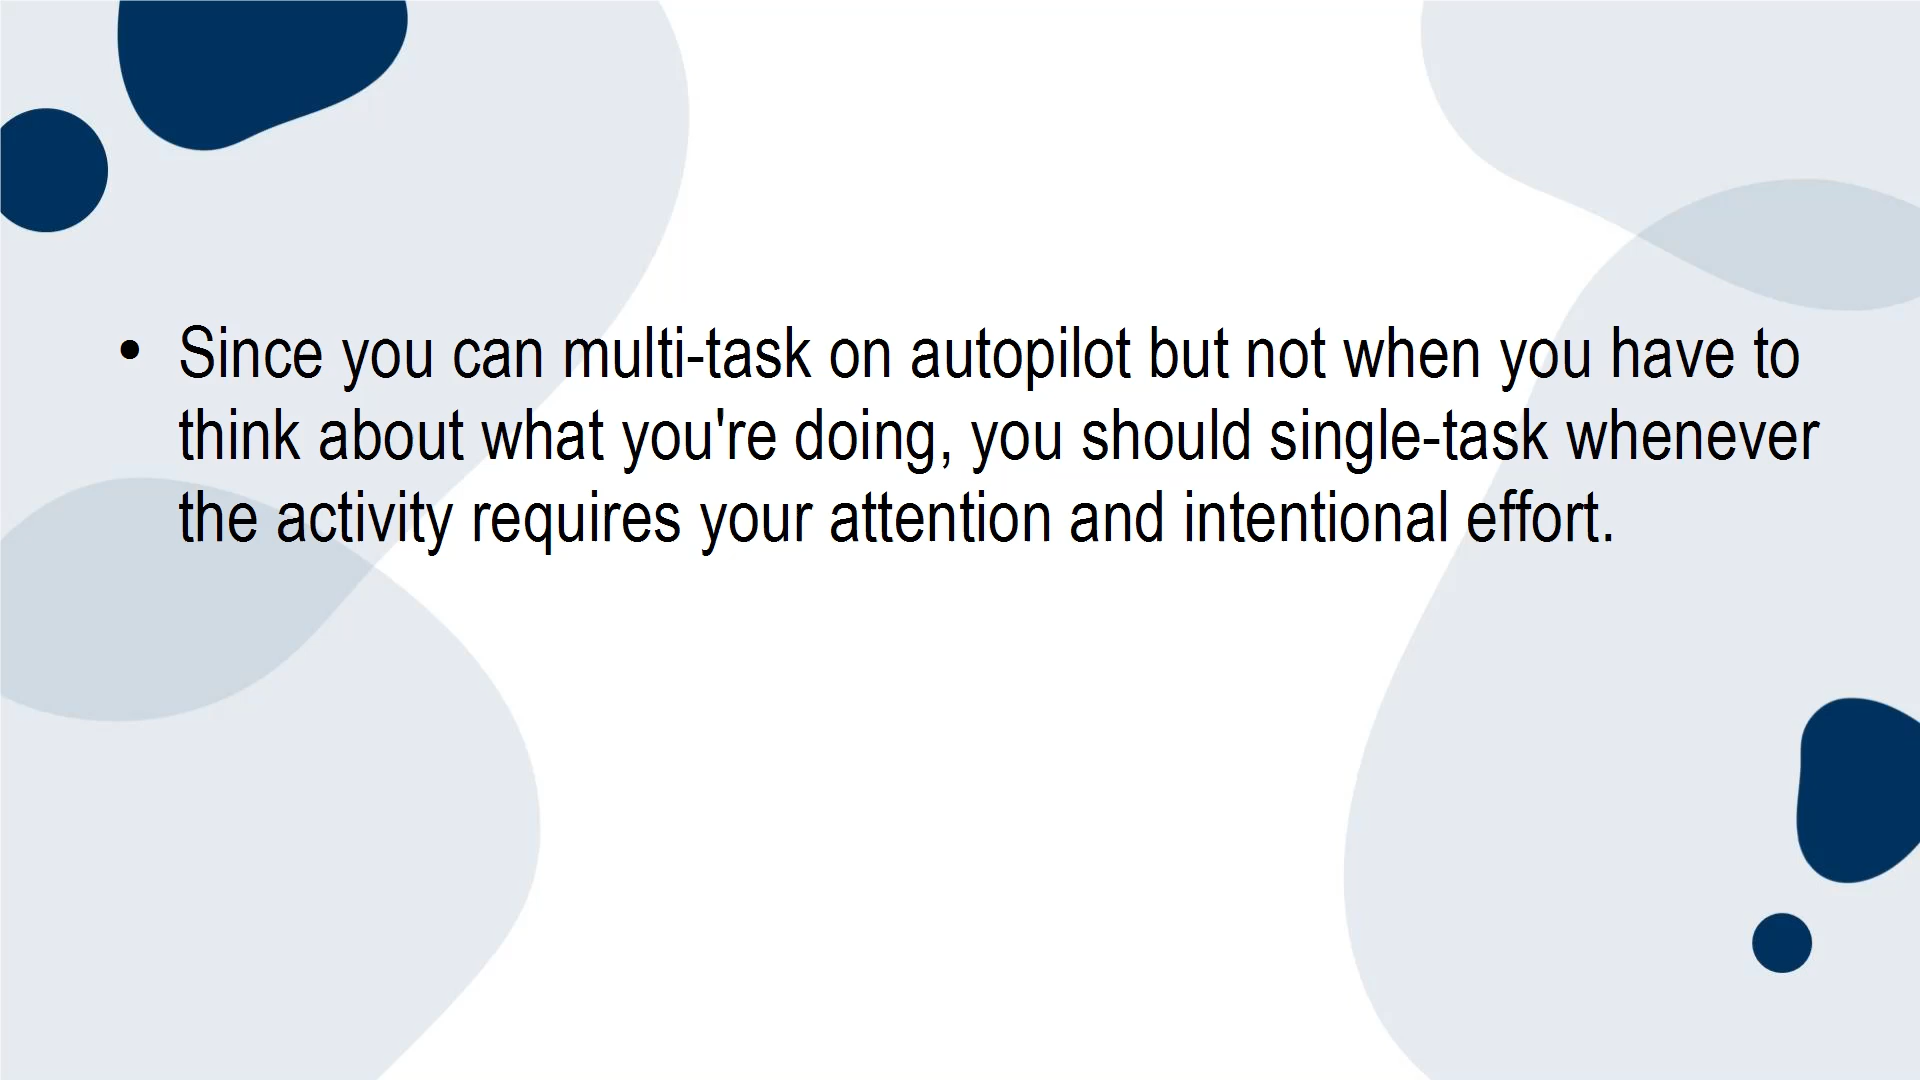 • Since you can multi-task on autopilot but not when you have to
think about what you're doing, you should single-task whenever
the activity requires your attention and intentional effort.